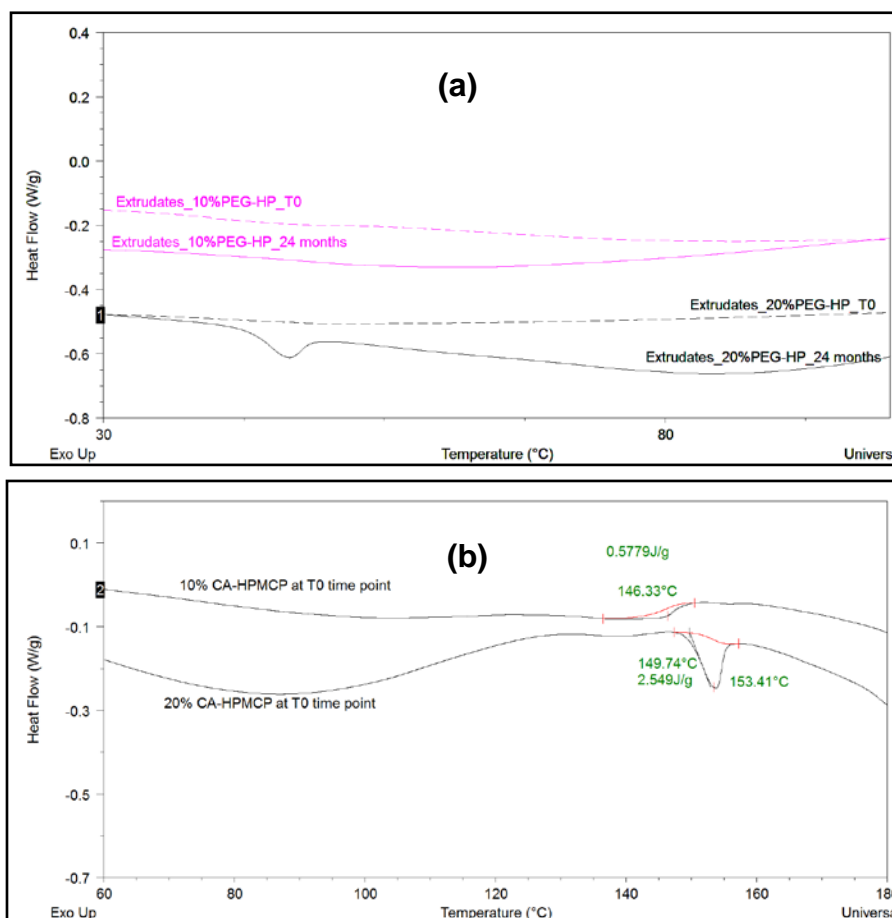 0.4
(a)
0.2
0.0
Extrudates_10%PEG-HP_T0
-0.2
Extrudates_10%PEG-HP_24 months
Heat Flow (W/g)
-0.4
Extrudates_20%PEG-HP_T0
1
-0.6
Extrudates_20%PEG-HP_24 months
-0.8
30 80
Exo Up Temperature (°C) Univers
0.1
(b)
0.5779J/g
2
10% CA-HPMCP at T0 time point
146.33°C
-0.1
149.74°C
2.549J/g
153.41°C
20% CA-HPMCP at T0 time point
Heat Flow (W/g)
-0.3
-0.5
-0.7
60 80 100 120 140 160 180
Exo Up Temperature (°C) Univers